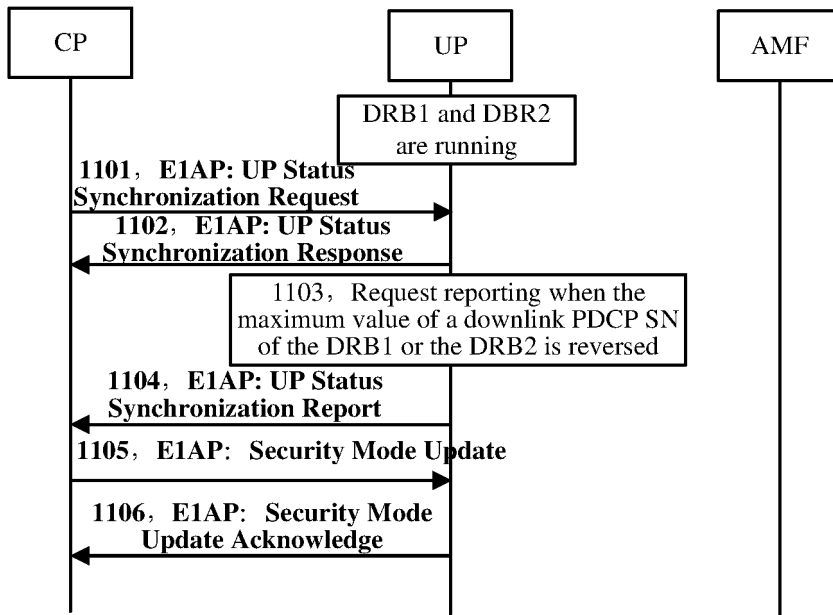 CP
UP
AMF
DRB1 and DBR2
are running
1101，E1AP: UP Status
Synchronization Request
1102，E1AP: UP Status
Synchronization Response
1103，Request reporting when the
maximum value of a downlink PDCP SN
of the DRB1 or the DRB2 is reversed
1104，E1AP: UP Status
Synchronization Report
1105，E1AP：Security Mode Update
1106，E1AP：Security Mode
Update Acknowledge